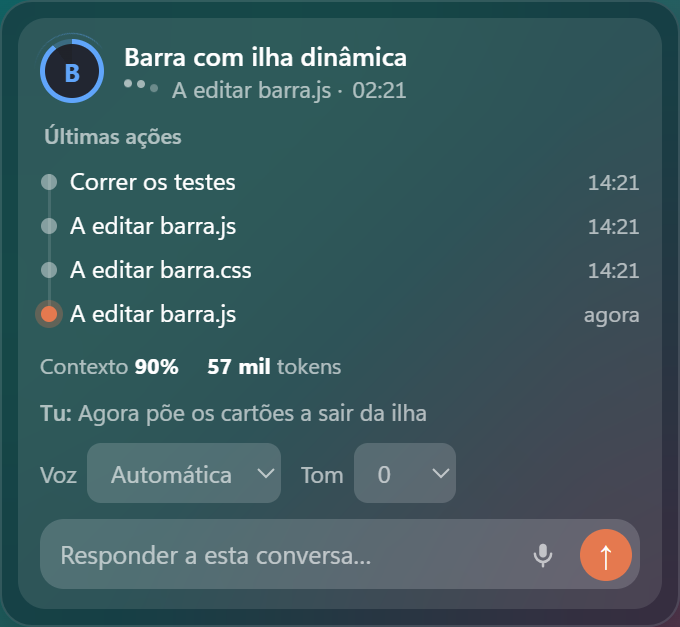 B
Barra com ilha dinâmica
A editar barra.js · 02:21
Últimas ações
Correr os testes 14:21
A editar barra.js 14:21
A editar barra.css 14:21
A editar barra.js agora
Contexto 90% 57 mil tokens
Tu: Agora põe os cartões a sair da ilha
Voz Automática Tom 0
Responder a esta conversa...